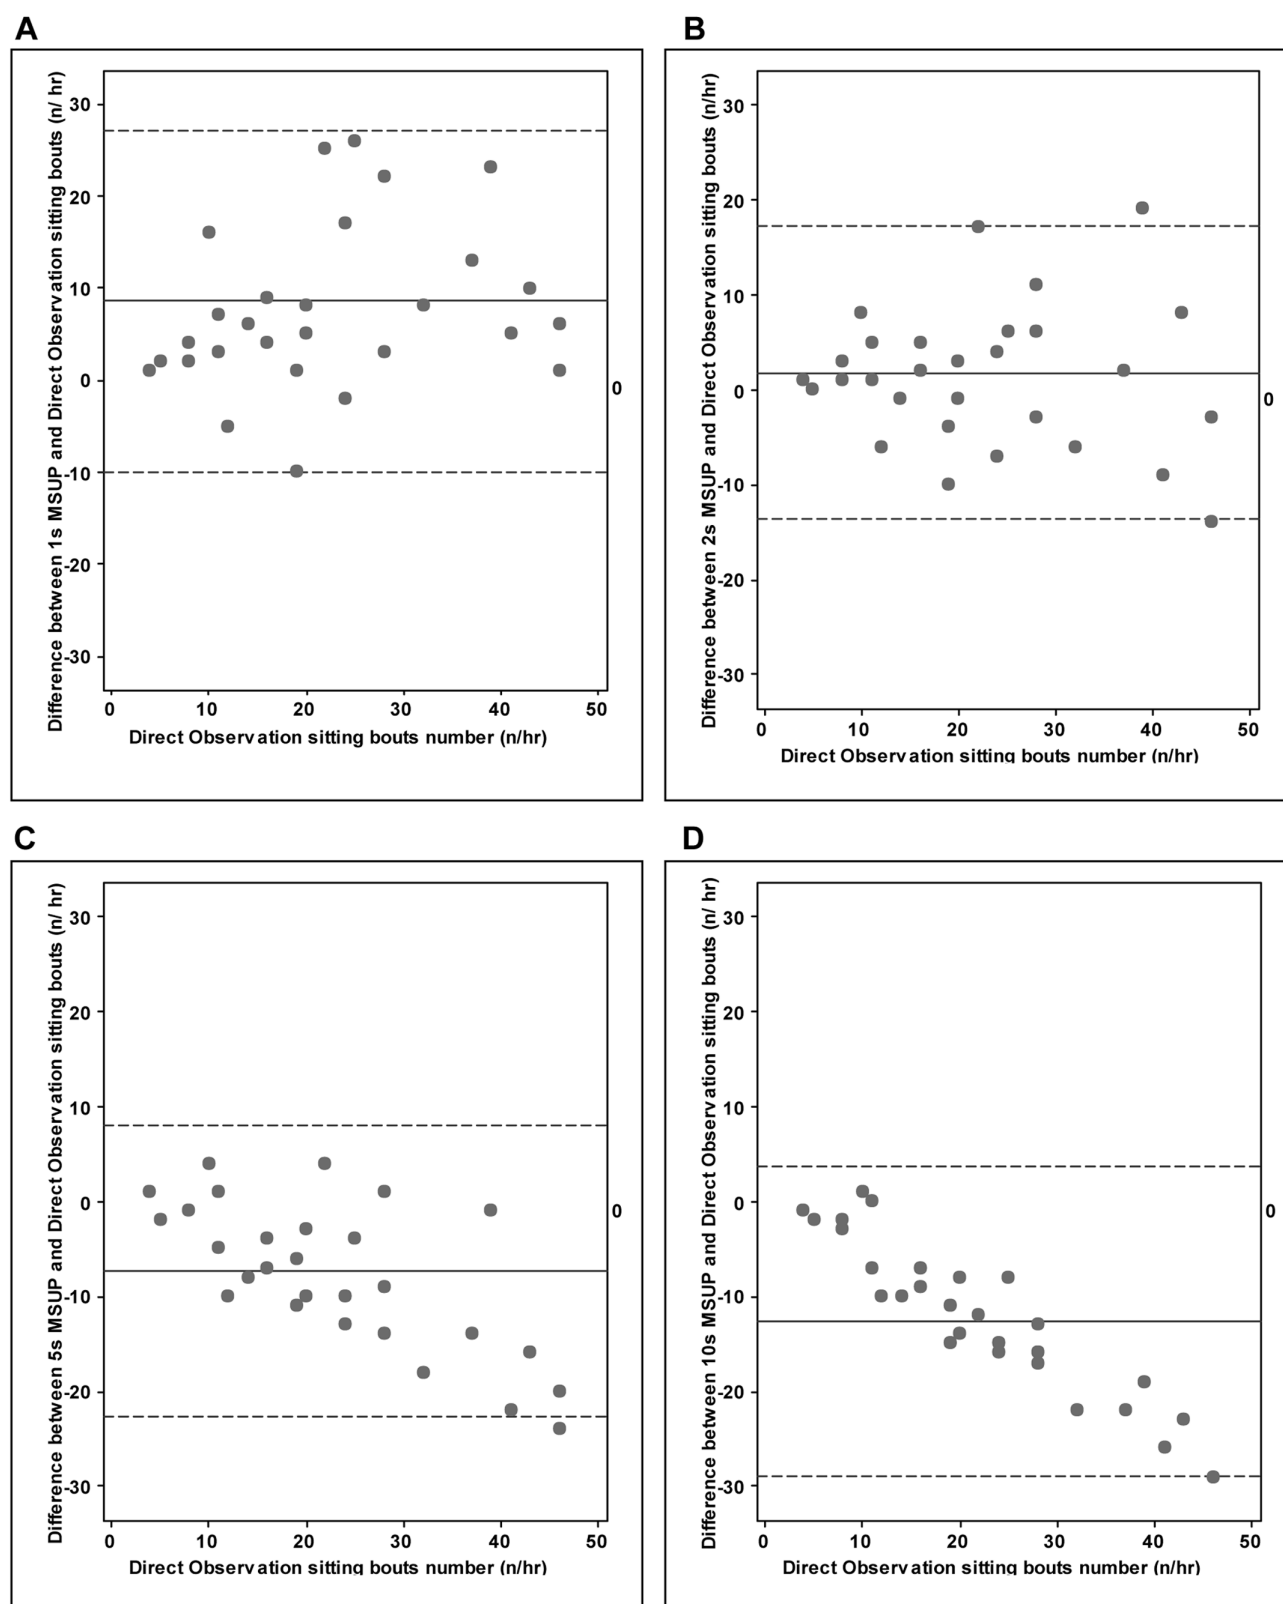 A
Difference between 1s MSUP and Direct Observation sitting bouts (n/ hr)
30
20
10
0
-10
-20
-30
0
0 10 20 30 40 50
Direct Observation sitting bouts number (n/hr)
B
Difference between 2s MSUP and Direct Observation sitting bouts (n/hr)
30
20
10
0
-10
-20
-30
0
0 10 20 30 40 50
Direct Observation sitting bouts number (n/hr)
C
Difference between 5s MSUP and Direct Observation sitting bouts (n/ hr)
30
20
10
0
-10
-20
-30
0
0 10 20 30 40 50
Direct Observation sitting bouts number (n/hr)
D
Difference between 10s MSUP and Direct Observation sitting bouts (n/ hr)
30
20
10
0
-10
-20
-30
0
0 10 20 30 40 50
Direct Observation sitting bouts number (n/hr)